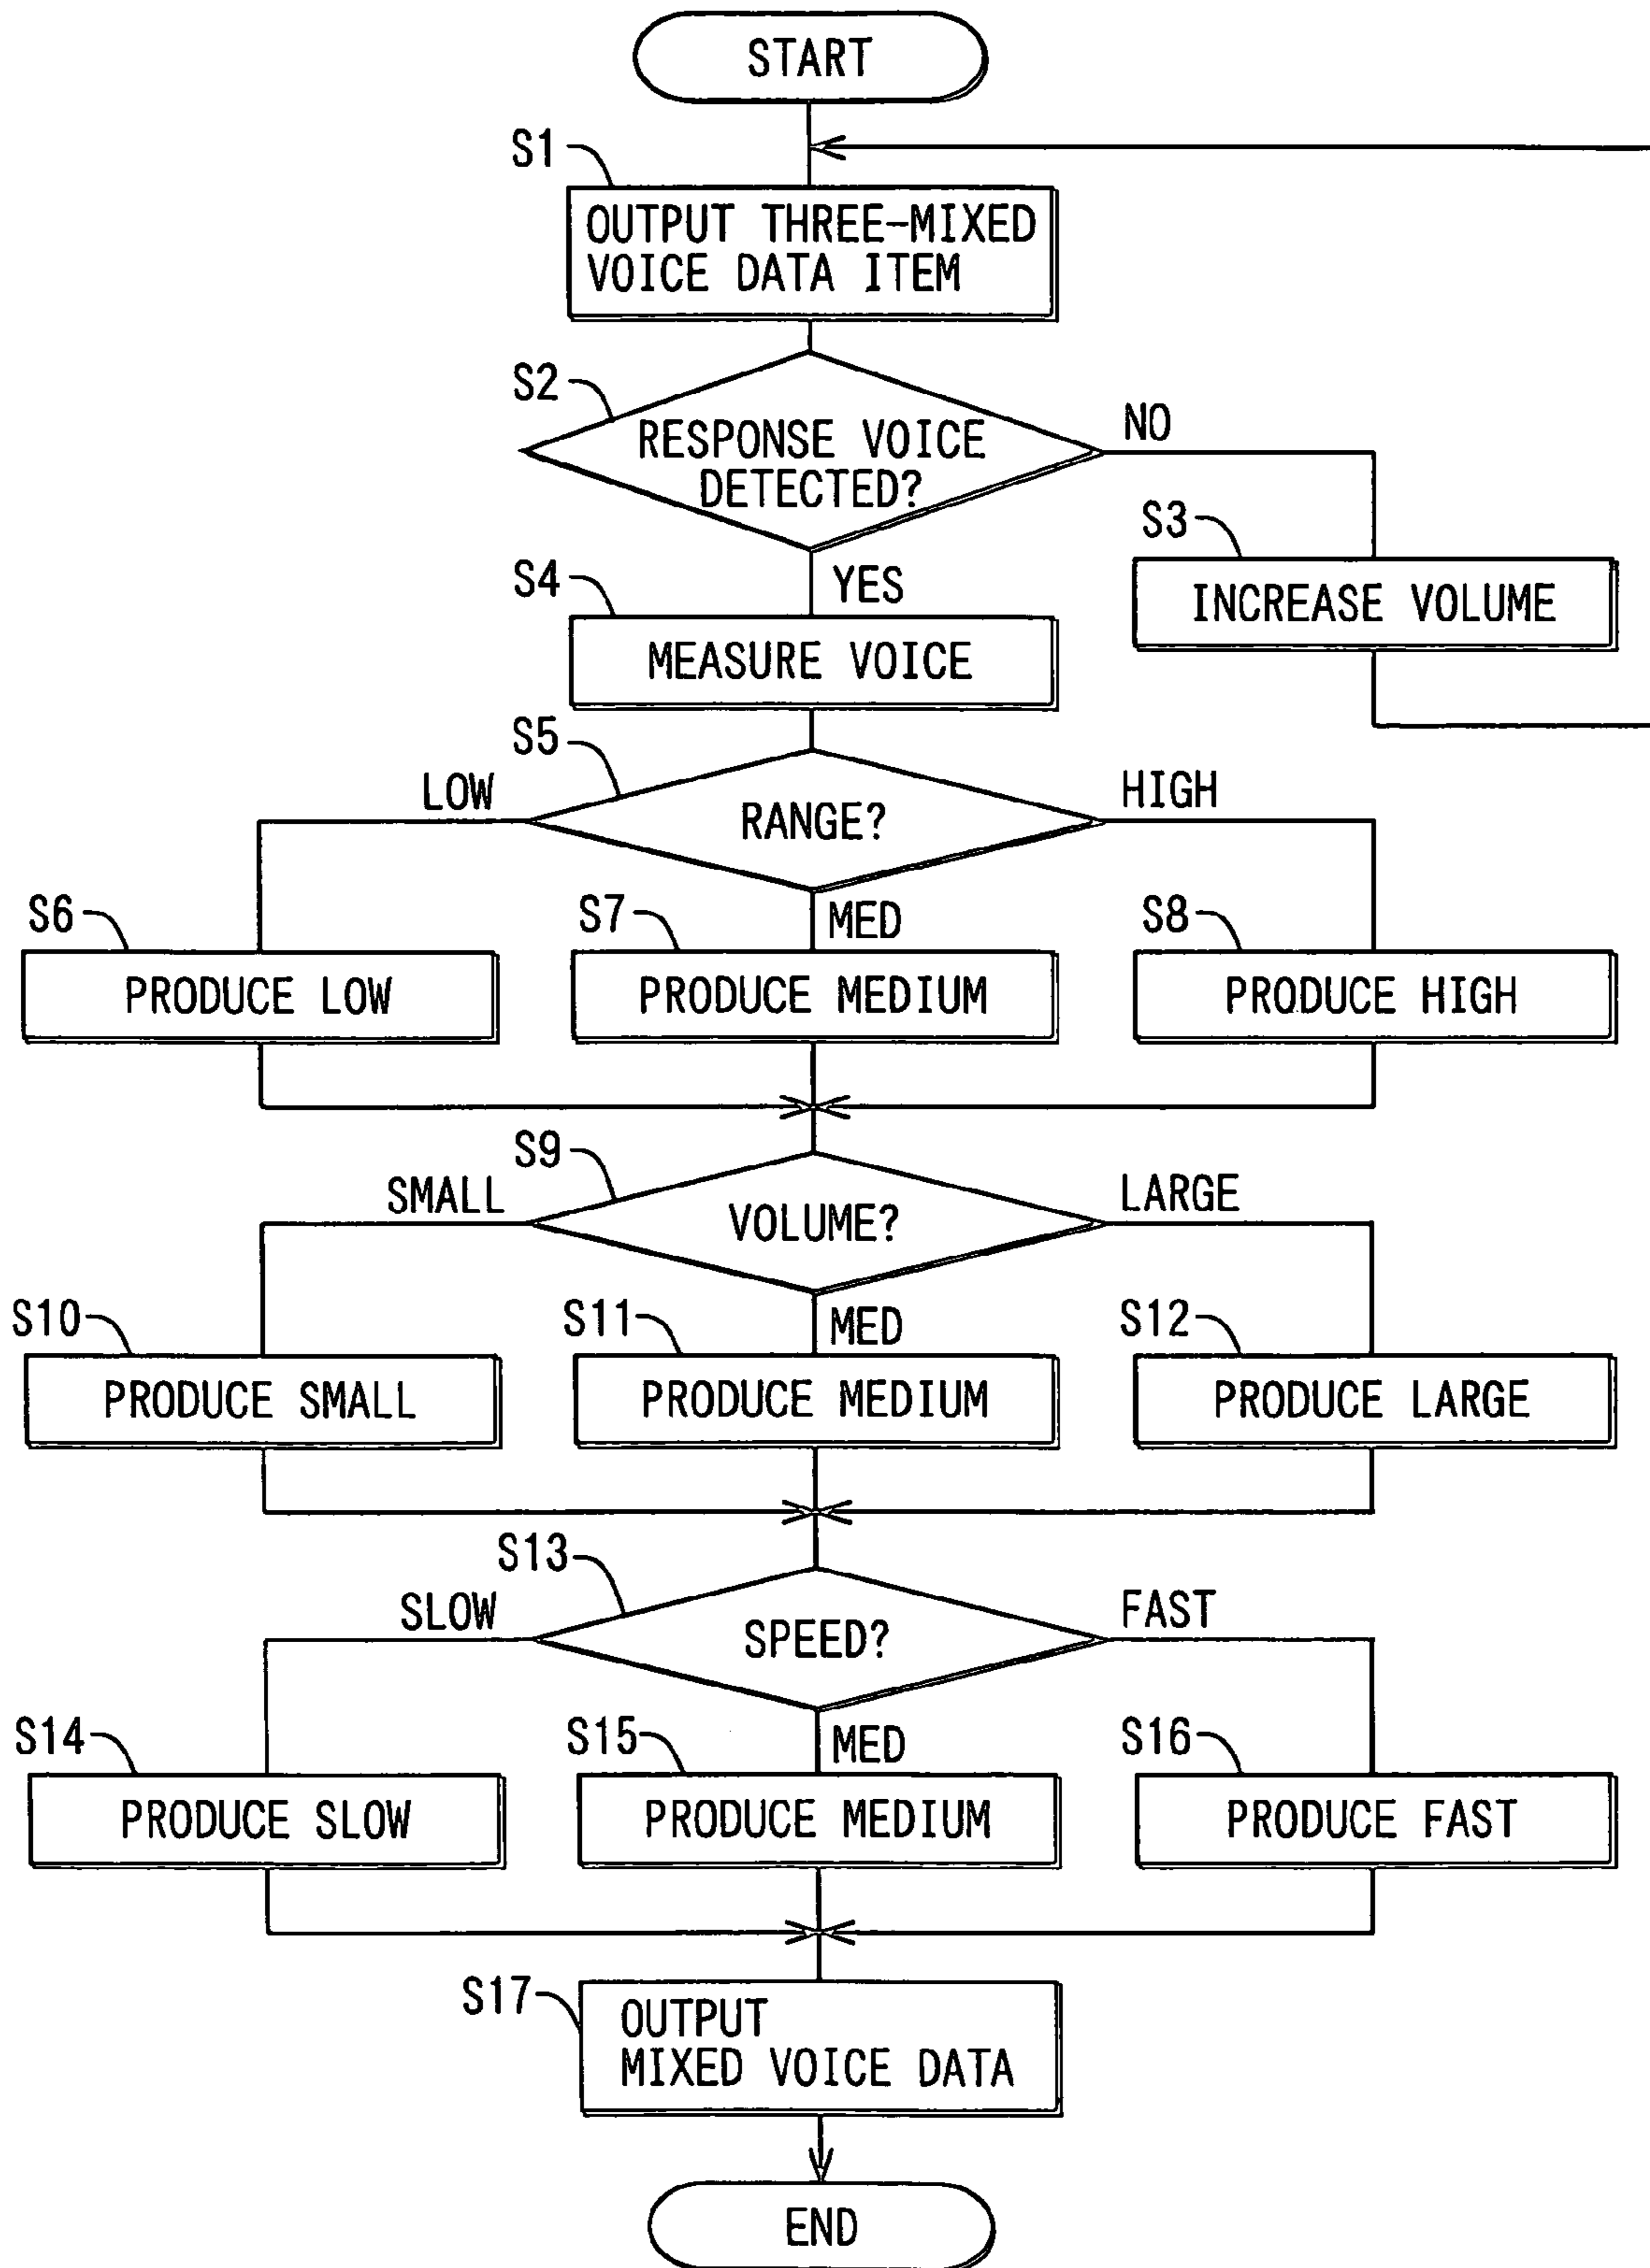 START
S1
OUTPUT THREE-MIXED
VOICE DATA ITEM
S2
RESPONSE VOICE
DETECTED?
NO
S3
INCREASE VOLUME
YES
S4
MEASURE VOICE
S5
RANGE?
LOW
HIGH
MED
S6
PRODUCE LOW
S7
PRODUCE MEDIUM
S8
PRODUCE HIGH
S9
VOLUME?
SMALL
LARGE
MED
S10
PRODUCE SMALL
S11
PRODUCE MEDIUM
S12
PRODUCE LARGE
S13
SPEED?
SLOW
FAST
MED
S14
PRODUCE SLOW
S15
PRODUCE MEDIUM
S16
PRODUCE FAST
S17
OUTPUT
MIXED VOICE DATA
END